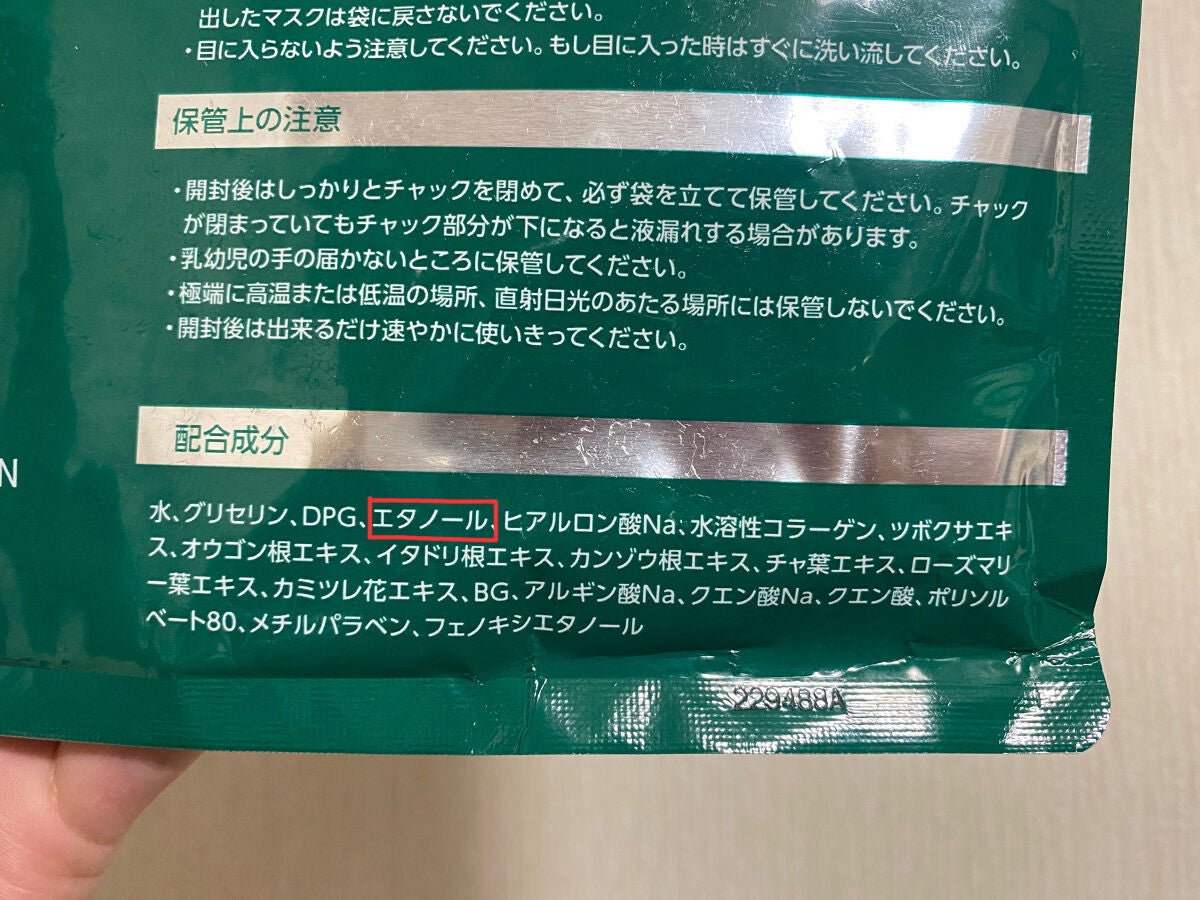 出したマスクは袋に戻さないでください。
・目に入らないよう注意してください。もし目に入った時はすぐに洗い流してください。
保管上の注意
・開封後はしっかりとチャックを閉めて、必ず袋を立てて保管してください。チャック
が閉まっていてもチャック部分が下になると液漏れする場合があります。
・乳幼児の手の届かないところに保管してください。
・極端に高温または低温の場所、直射日光のあたる場所には保管しないでください。
・開封後は出来るだけ速やかに使いきってください。
配合成分
N
水、グリセリン、DPG、エタノール、ヒアルロン酸Na、水溶性コラーゲン、ツボクサエキ
ス、オウゴン根エキス、イタドリ根エキス、カンゾウ根エキス、チャ葉エキス、ローズマリ
ー葉エキス、カミツレ花エキス、BG、アルギン酸Na、クエン酸Na、クエン酸、ポリソル
ベート80、メチルパラベン、フェノキシエタノール
229488A